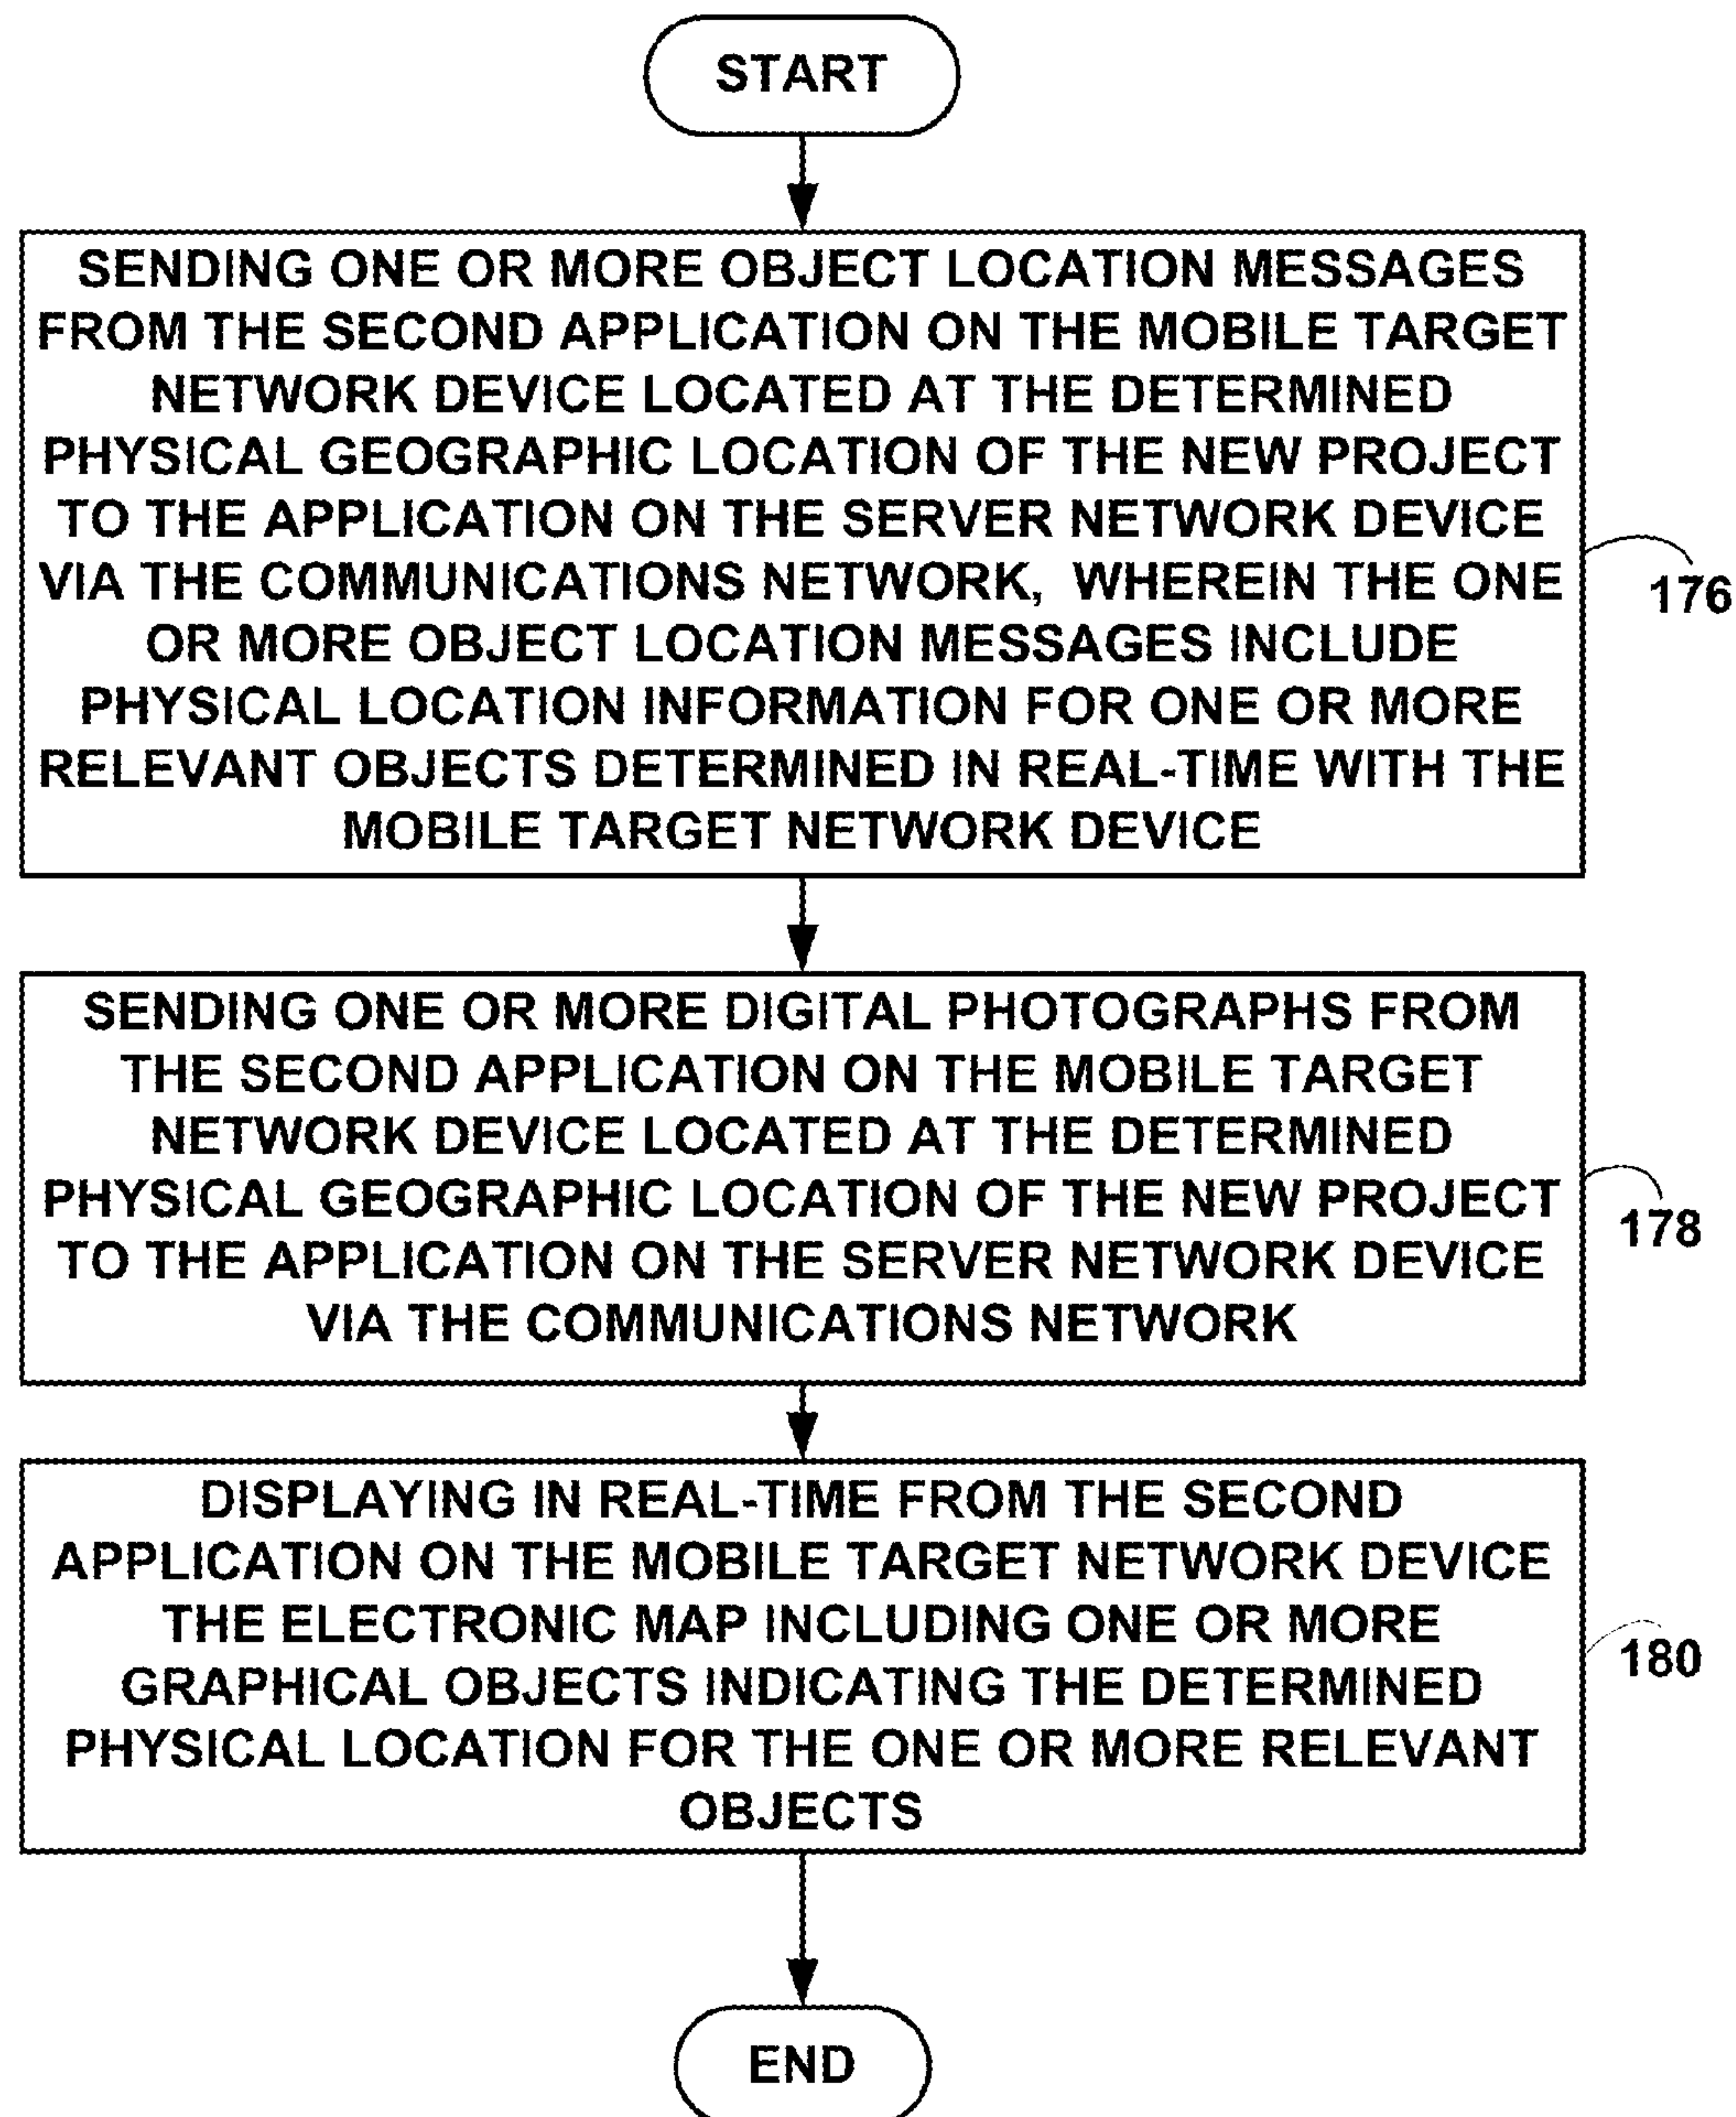 START
SENDING ONE OR MORE OBJECT LOCATION MESSAGES
FROM THE SECOND APPLICATION ON THE MOBILE TARGET
NETWORK DEVICE LOCATED AT THE DETERMINED
PHYSICAL GEOGRAPHIC LOCATION OF THE NEW PROJECT
TO THE APPLICATION ON THE SERVER NETWORK DEVICE
VIA THE COMMUNICATIONS NETWORK, WHEREIN THE ONE
OR MORE OBJECT LOCATION MESSAGES INCLUDE
PHYSICAL LOCATION INFORMATION FOR ONE OR MORE
RELEVANT OBJECTS DETERMINED IN REAL-TIME WITH THE
MOBILE TARGET NETWORK DEVICE
176
SENDING ONE OR MORE DIGITAL PHOTOGRAPHS FROM
THE SECOND APPLICATION ON THE MOBILE TARGET
NETWORK DEVICE LOCATED AT THE DETERMINED
PHYSICAL GEOGRAPHIC LOCATION OF THE NEW PROJECT
TO THE APPLICATION ON THE SERVER NETWORK DEVICE
VIA THE COMMUNICATIONS NETWORK
178
DISPLAYING IN REAL-TIME FROM THE SECOND
APPLICATION ON THE MOBILE TARGET NETWORK DEVICE
THE ELECTRONIC MAP INCLUDING ONE OR MORE
GRAPHICAL OBJECTS INDICATING THE DETERMINED
PHYSICAL LOCATION FOR THE ONE OR MORE RELEVANT
OBJECTS
180
END